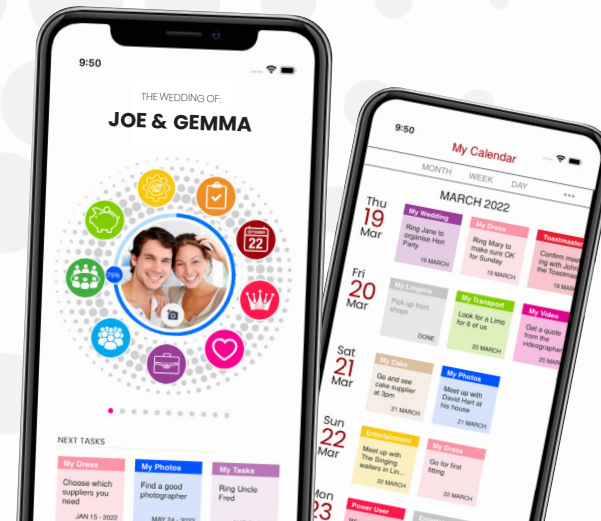 9:50
THE WEDDING OF:
JOE & GEMMA
SEPTEMBER
22
75%
NEXT TASKS
My Dress
Choose which
suppliers you
need
JAN 15 - 2022
My Photos
Find a good
photographer
MAY 24 - 2022
My Tasks
Ring Uncle
Fred
9:50
My Calendar
MONTH WEEK DAY
MARCH 2022
Thu
19
Mar
My Wedding
Ring Jane to
organise Hen
Party
19 MARCH
My Dress
Ring Mary to
make sure OK
for Sunday
19 MARCH
Toastmaster
Confirm
ing with John
the Toastma
19 MAR
Fri
20
Mar
My Lingerie
Pick up from
shops
DONE
My Transport
Look for a Limo
for 6 of us
20 MARCH
My Video
Get a quote
from the
videographer
20 MAR
Sat
21
Mar
My Cake
Go and see
cake supplier
at 3pm
21 MARCH
My Photos
Meet up with
David Hart at
his house
21 MARCH
Sun
22
Mar
Entertainment
Meet up with
The Singing
waiters in Lin...
22 MARCH
My Dress
Go for first
fitting
22 MARCH
Mon
23
Power User